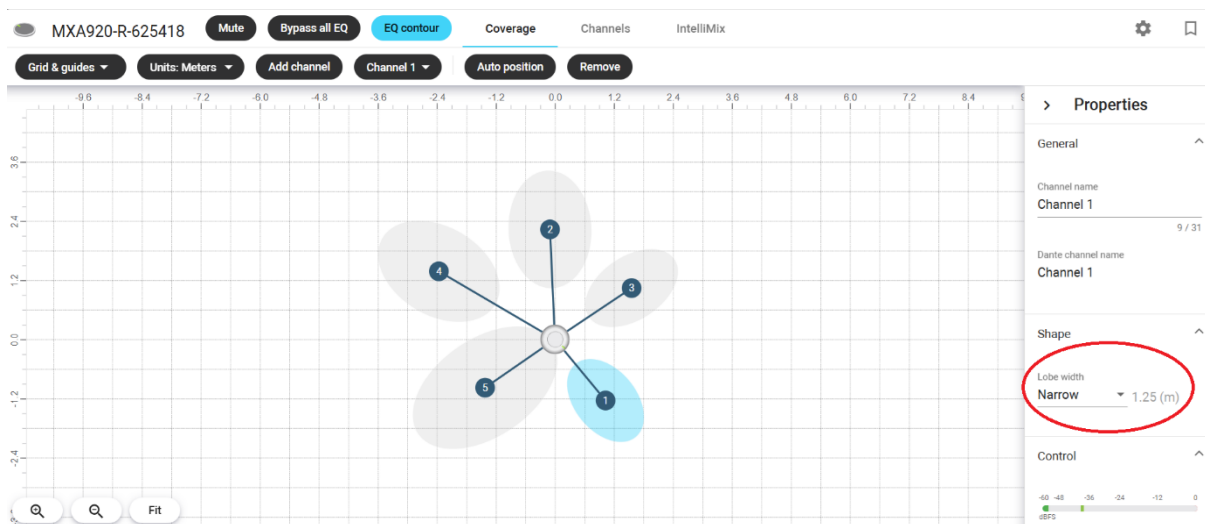 MXA920-R-625418 Mute Bypass all EQ EQ contour Coverage Channels IntelliMix
Grid & guides Units: Meters Add channel Channel 1 Auto position Remove
-9.6 -8.4 -7.2 -6.0 -4.8 -3.6 -2.4 -1.2 0.0 1.2 2.4 3.6 4.8 6.0 7.2 8.4
Properties
General
3.6
Channel name
Channel 1
9 / 31
2.4
2
Dante channel name
Channel 1
4
1.2
3
0.0
Shape
Lobe width
5
Narrow 1.25 (m)
-1.2
1
-2.4
Control
-60 -48 -36 -24 -12 0
dBFS
Fit